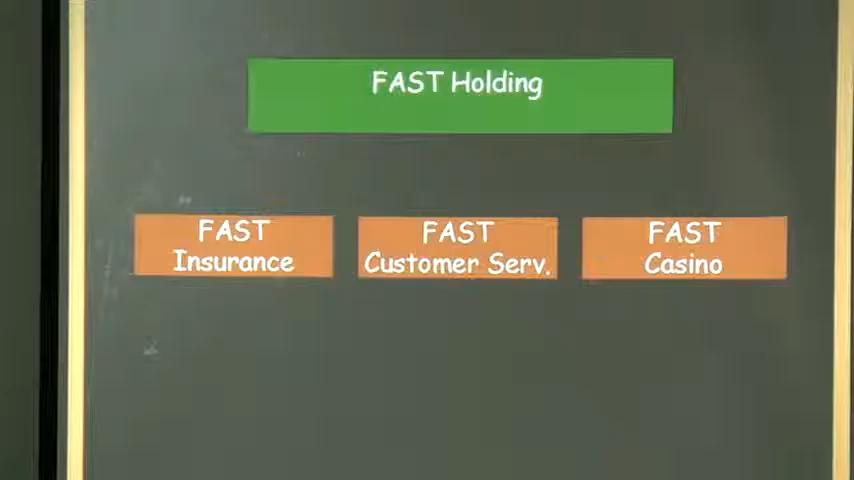 FAST Holding
FAST
Insurance
FAST
Customer Serv.
FAST
Casino